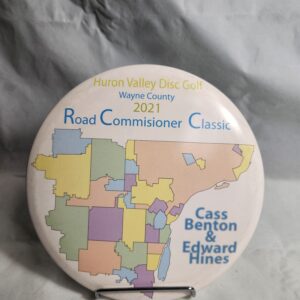 Huron Valley Disc Golf
Wayne County
2021
Road Commisioner Classic
Cass
Benton
&
Edward
Hines